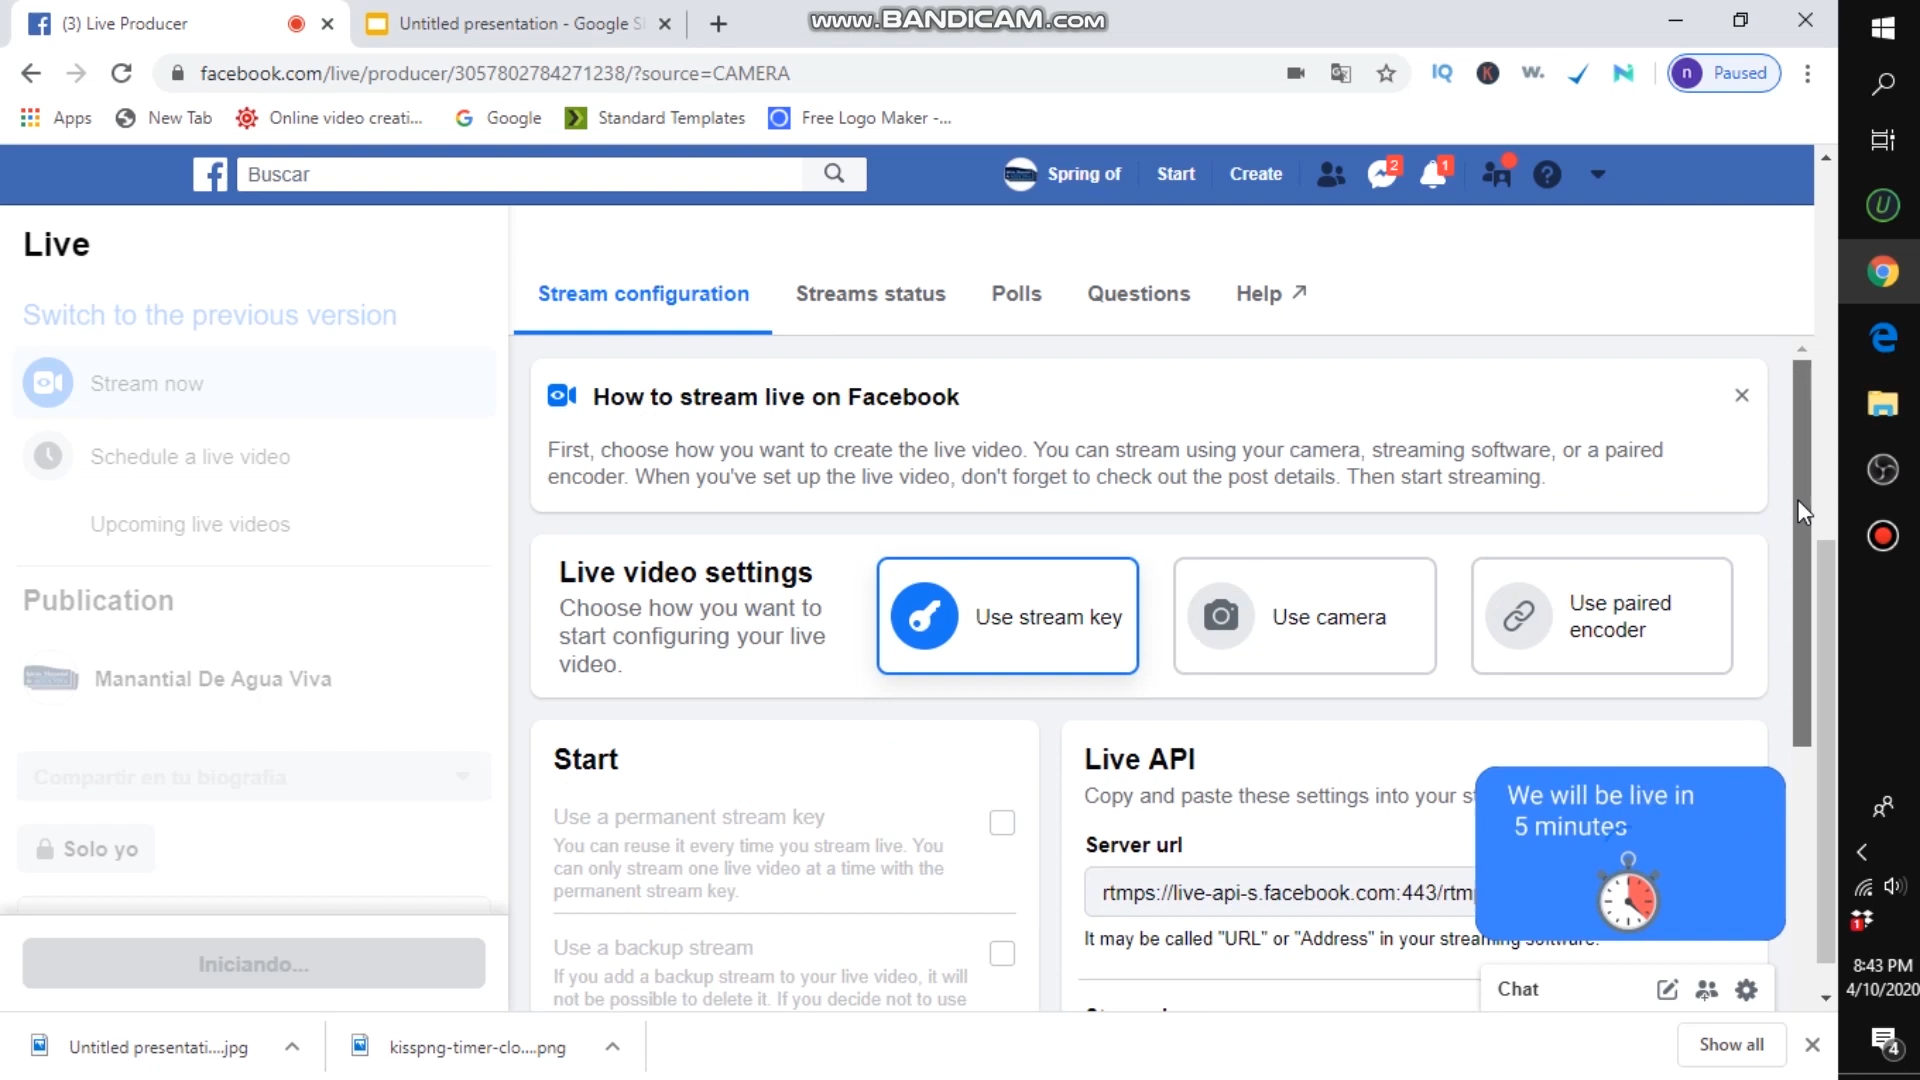 (3) Live Producer
Untitled presentation - Google Sl
www.BANDICAM.com
facebook.com/live/producer/3057802784271238/?source=CAMERA
IQ
K
w.
n
Paused
Apps
New Tab
Online video creati...
Google
Standard Templates
Free Logo Maker -...
Buscar
Spring of
Start
Create
2
1
Live
Switch to the previous version
Stream now
Schedule a live video
Upcoming live videos
Publication
Manantial De Agua Viva
Compartir en tu biografia
Solo yo
Iniciando...
Stream configuration
Streams status
Polls
Questions
Help
How to stream live on Facebook
First, choose how you want to create the live video. You can stream using your camera, streaming software, or a paired
encoder. When you've set up the live video, don't forget to check out the post details. Then start streaming.
Live video settings
Choose how you want to
start configuring your live
video.
Use stream key
Use camera
Use paired
encoder
Start
Use a permanent stream key
You can reuse it every time you stream live. You
can only stream one live video at a time with the
permanent stream key.
Use a backup stream
If you add a backup stream to your live video, it will
not be possible to delete it. If you decide not to use
Live API
Copy and paste these settings into your
Server url
rtmps://live-api-s.facebook.com:443/rtm
It may be called "URL" or "Address" in your streaming software.
We will be live in
5 minutes
Chat
Untitled presentati....jpg
kisspng-timer-clo....png
Show all
U
1
8:43 PM
4/10/2020
4